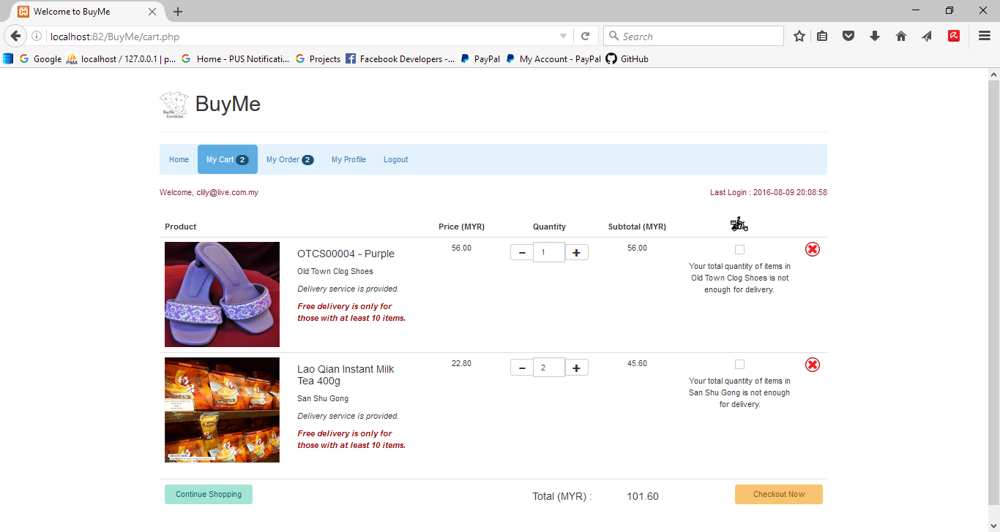 Welcome to BuyMe
localhost:82/BuyMe/cart.php
Search
Google
localhost / 127.0.0.1 | p...
Home - PUS Notificati...
Projects
Facebook Developers -...
PayPal
My Account - PayPal
GitHub
BuyMe
Home
My Cart 2
My Order 2
My Profile
Logout
Welcome, clily@live.com.my
Last Login : 2016-08-09 20:08:58
Product
Price (MYR)
Quantity
Subtotal (MYR)
OTCS00004 - Purple
Old Town Clog Shoes
Delivery service is provided.
Free delivery is only for
those with at least 10 items.
56.00
1
56.00
Your total quantity of items in
Old Town Clog Shoes is not
enough for delivery.
Lao Qian Instant Milk
Tea 400g
San Shu Gong
Delivery service is provided.
Free delivery is only for
those with at least 10 items.
22.80
2
45.60
Your total quantity of items in
San Shu Gong is not enough
for delivery.
Continue Shopping
Total (MYR) :
101.60
Checkout Now